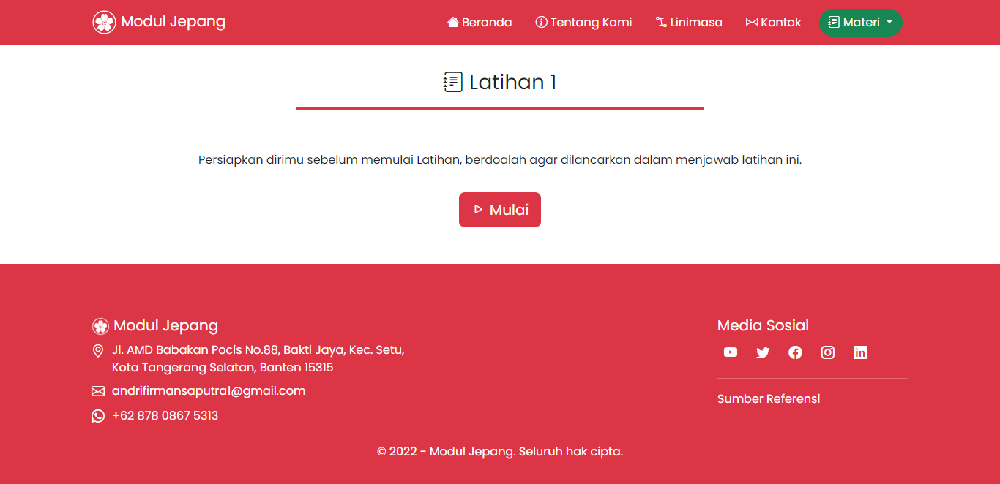 Modul Jepang
Beranda
Tentang Kami
Linimasa
Kontak
Materi
Latihan 1
Persiapkan dirimu sebelum memulai Latihan, berdoalah agar dilancarkan dalam menjawab latihan ini.
Mulai
Modul Jepang
Jl. AMD Babakan Pocis No.88, Bakti Jaya, Kec. Setu,
Kota Tangerang Selatan, Banten 15315
andrifirmansaputra1@gmail.com
+62 878 0867 5313
Media Sosial
Sumber Referensi
© 2022 - Modul Jepang. Seluruh hak cipta.